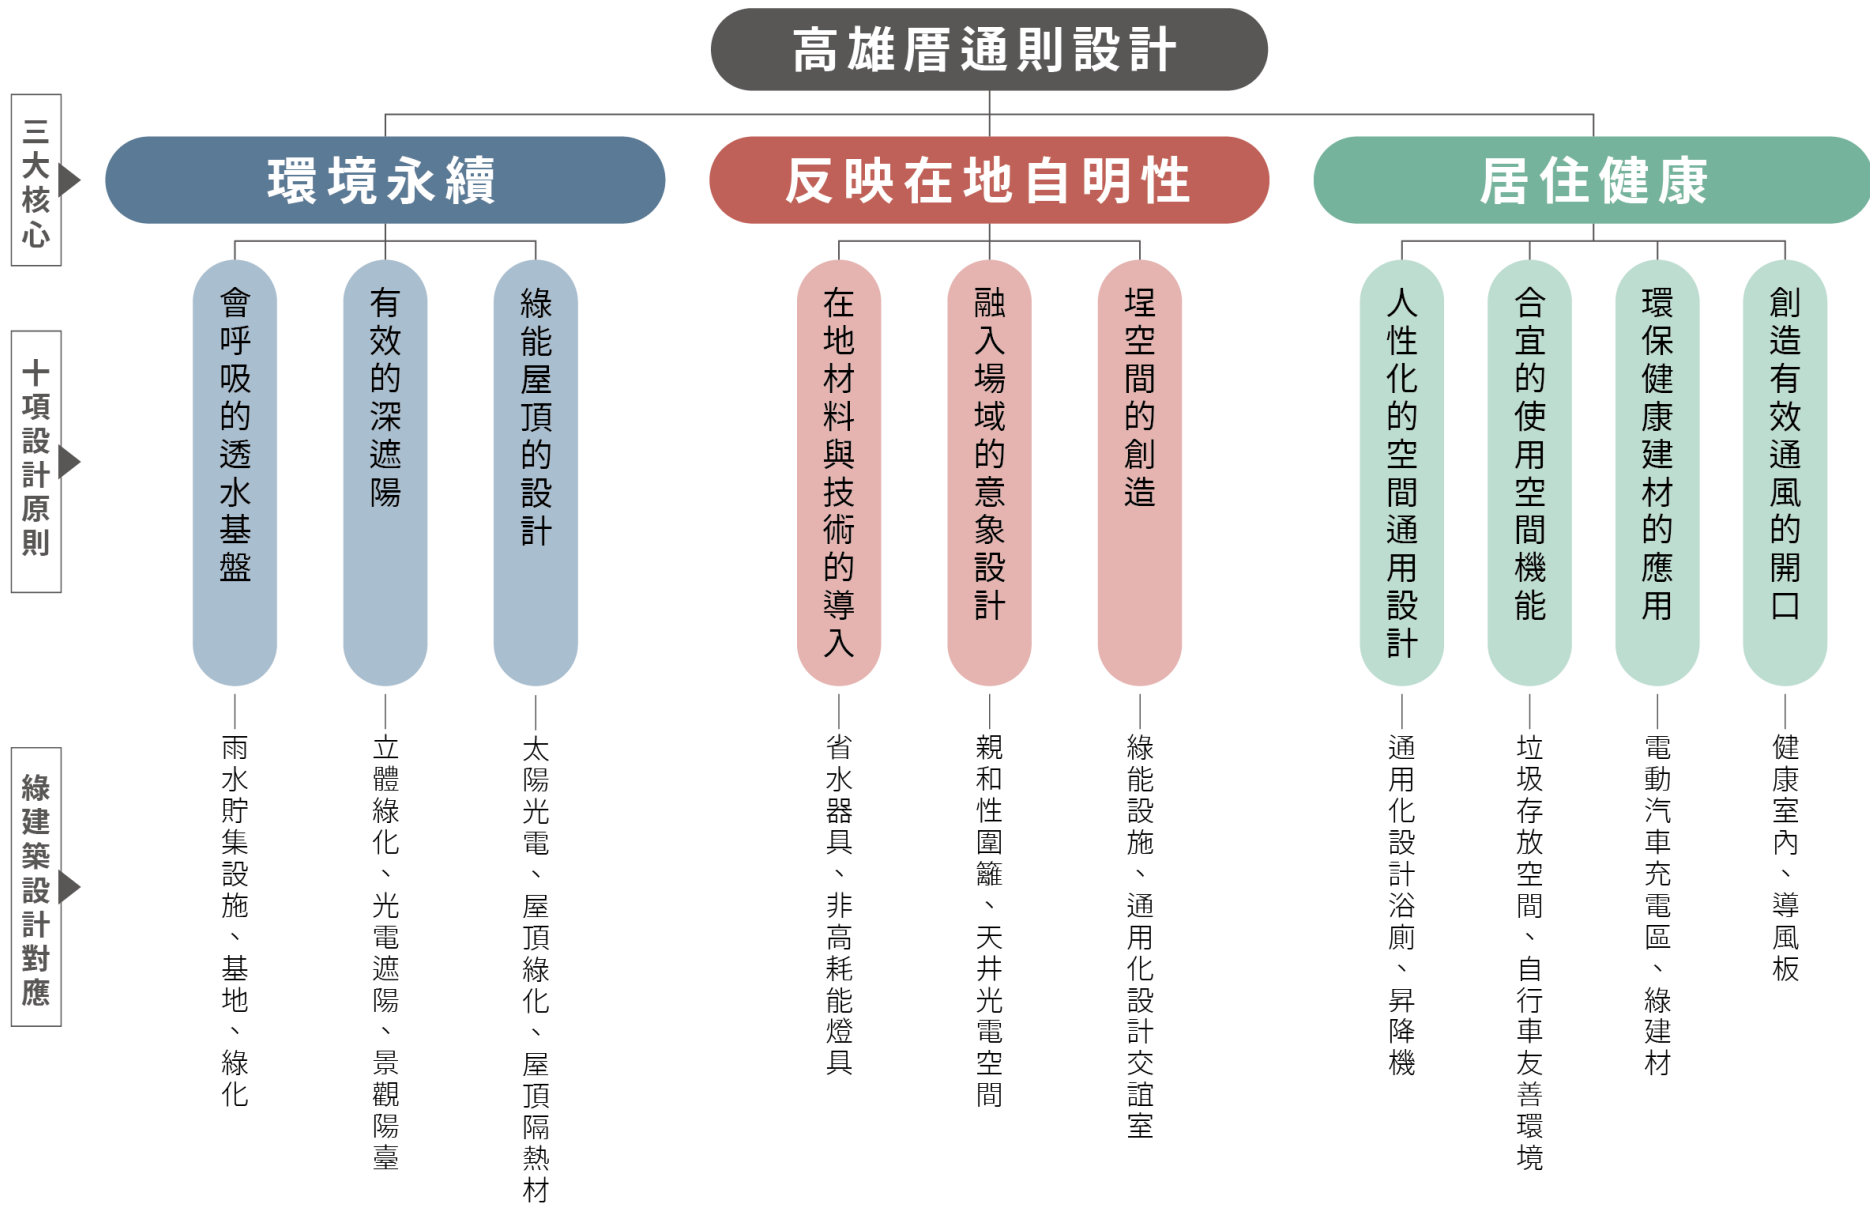 高雄厝通則設計
三大核心
環境永續
反映在地自明性
居住健康
十項設計原則
會呼吸的透水基盤
有效的深遮陽
綠能屋頂的設計
在地材料與技術的導入
融入場域的意象設計
埕空間的創造
人性化的空間通用設計
合宜的使用空間機能
環保健康建材的應用
創造有效通風的開口
綠建築設計對應
雨水貯集設施、基地、綠化
立體綠化、光電遮陽、景觀陽臺
太陽光電、屋頂綠化、屋頂隔熱材
省水器具、非高耗能燈具
親和性圍籬、天井光電空間
綠能設施、通用化設計交誼室
通用化設計浴廁、昇降機
垃圾存放空間、自行車友善環境
電動汽車充電區、綠建材
健康室內、導風板